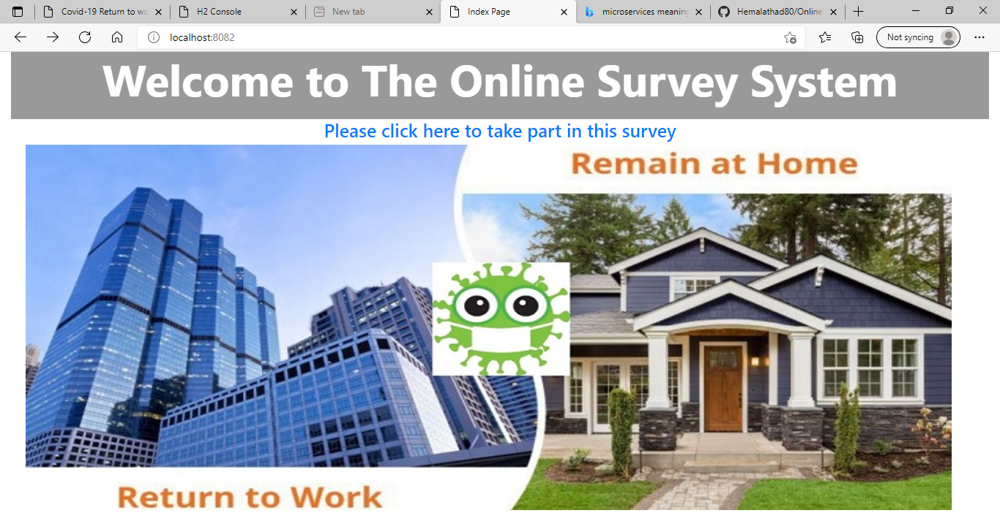 Covid-19 Return to wo
H2 Console
New tab
Index Page
microservices meaning
Hemalathad80/Online
localhost:8082
Not syncing
Welcome to The Online Survey System
Please click here to take part in this survey
Remain at Home
Return to Work